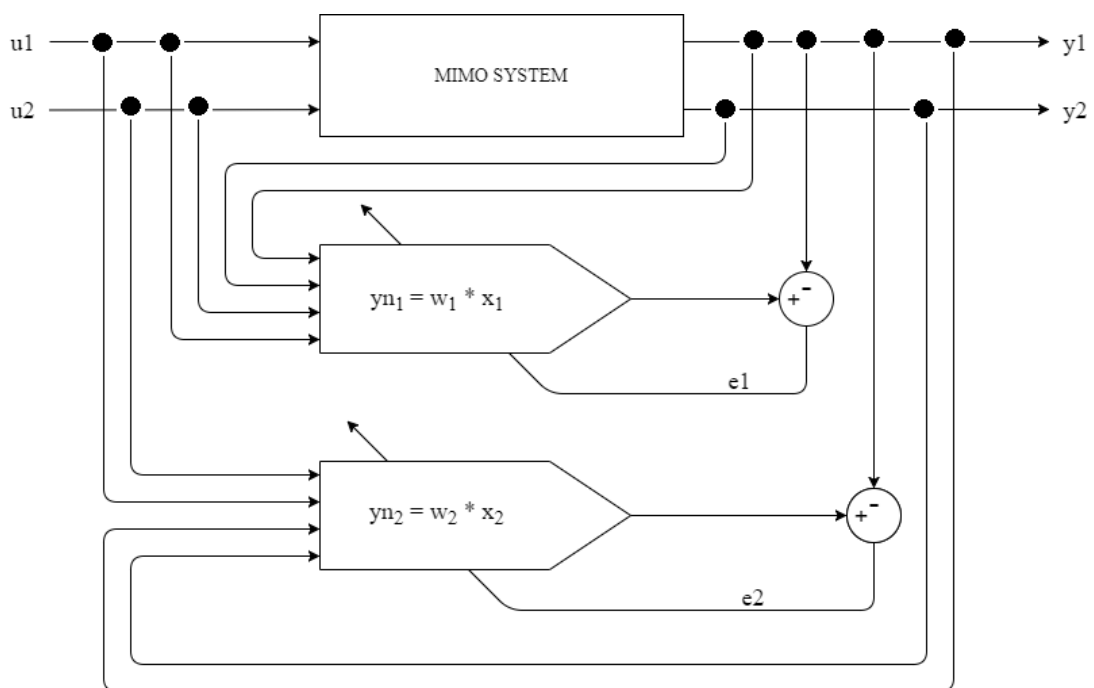 u1
MIMO SYSTEM
y1
u2
y2
yn1 = w1 * x1
+ -
e1
yn2 = w2 * x2
+ -
e2